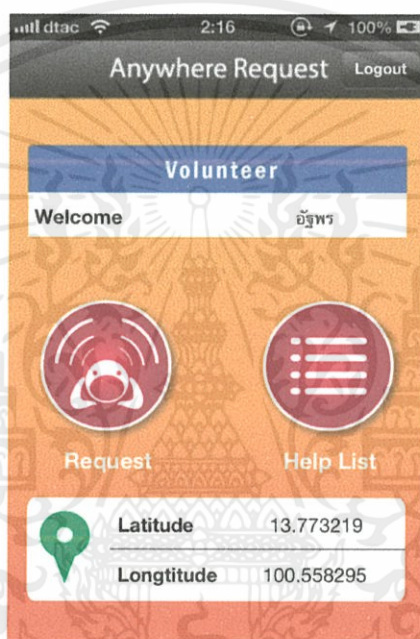 dtac 2:16 100%
Anywhere Request Logout
Volunteer
Welcome อัฐพร
Request Help List
Latitude 13.773219
Longtitude 100.558295